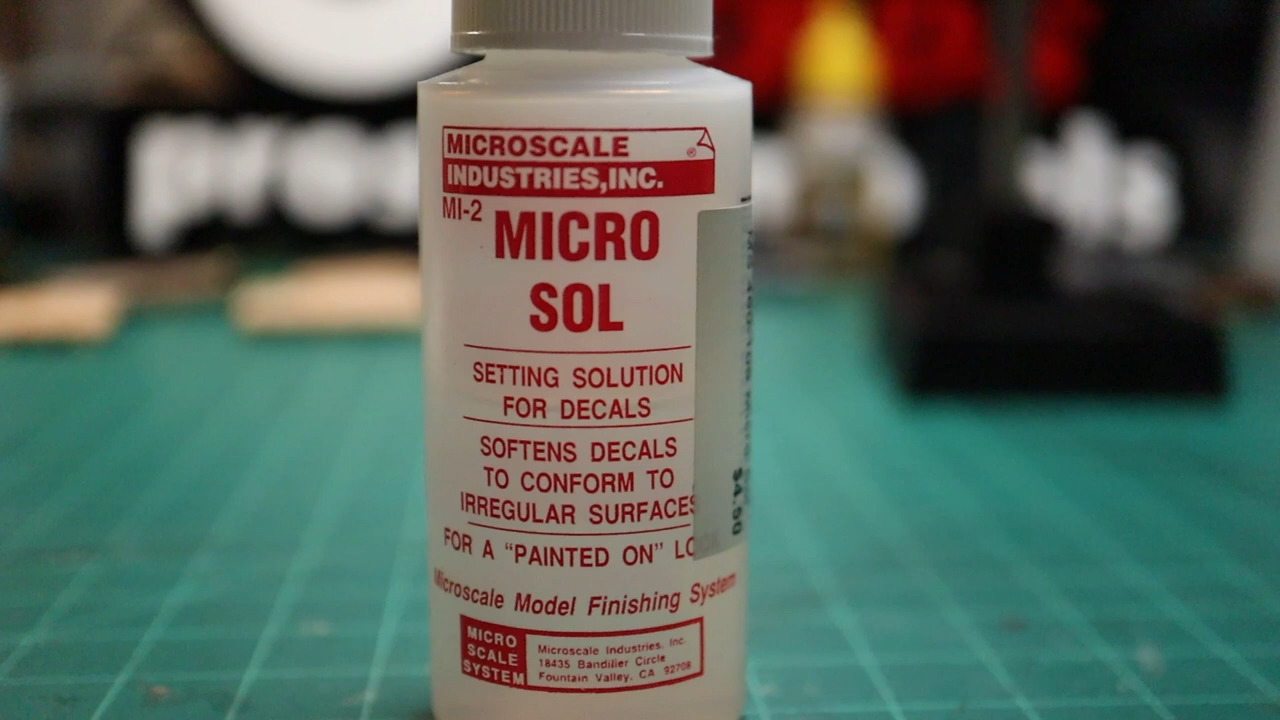 MICROSCALE
®
INDUSTRIES,INC.
MI-2
MICRO
SOL
SETTING SOLUTION
FOR DECALS
SOFTENS DECALS
TO CONFORM TO
IRREGULAR SURFACES
FOR A “PAINTED ON” LO
Microscale Model Finishing System
MICRO
SCALE
SYSTEM
Microscale Industries, Inc.
18435 Bandilier Circle
Fountain Valley, CA 92708
$4.98